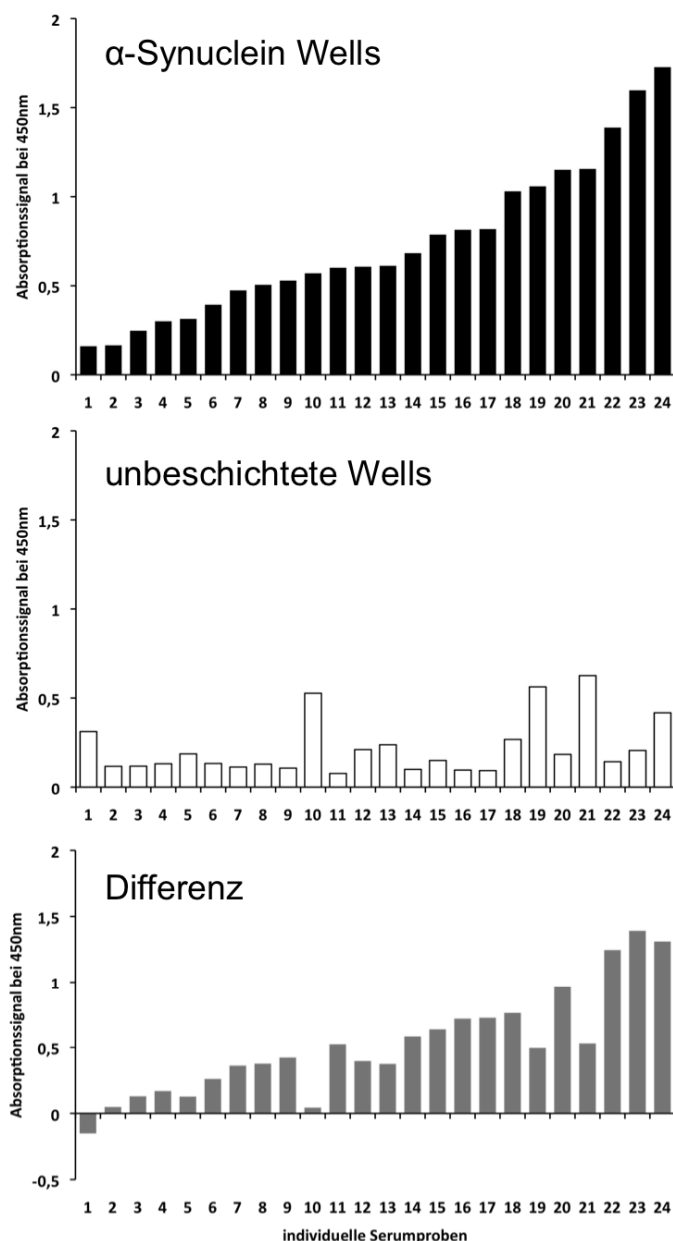 α-Synuclein Wells
Absorptionssignal bei 450nm
2
1,5
1
0,5
0
1 2 3 4 5 6 7 8 9 10 11 12 13 14 15 16 17 18 19 20 21 22 23 24
unbeschichtete Wells
Absorptionssignal bei 450nm
2
1,5
1
0,5
0
1 2 3 4 5 6 7 8 9 10 11 12 13 14 15 16 17 18 19 20 21 22 23 24
Differenz
Absorptionssignal bei 450nm
2
1,5
1
0,5
0
-0,5
1 2 3 4 5 6 7 8 9 10 11 12 13 14 15 16 17 18 19 20 21 22 23 24
individuelle Serumproben